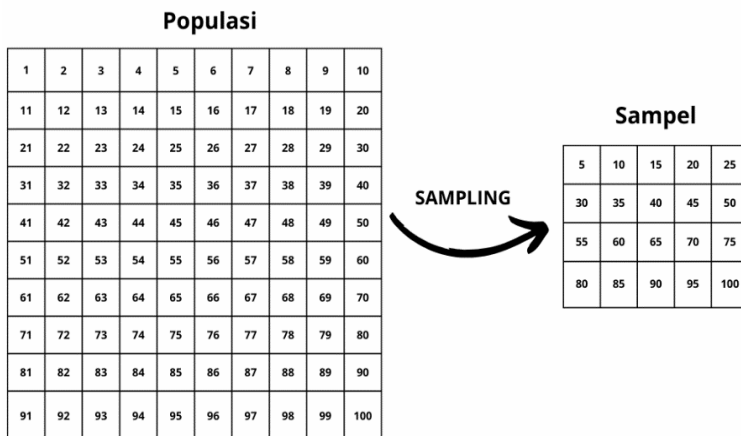 Populasi
1 2 3 4 5 6 7 8 9 10
11 12 13 14 15 16 17 18 19 20
21 22 23 24 25 26 27 28 29 30
31 32 33 34 35 36 37 38 39 40
41 42 43 44 45 46 47 48 49 50
51 52 53 54 55 56 57 58 59 60
61 62 63 64 65 66 67 68 69 70
71 72 73 74 75 76 77 78 79 80
81 82 83 84 85 86 87 88 89 90
91 92 93 94 95 96 97 98 99 100
SAMPLING
Sampel
5 10 15 20 25
30 35 40 45 50
55 60 65 70 75
80 85 90 95 100